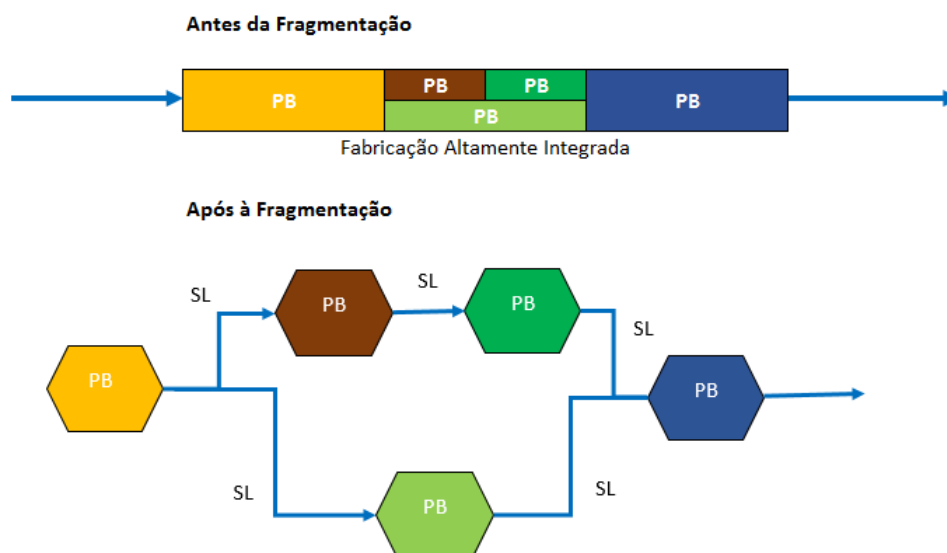 Antes da Fragmentação
PB PB PB PB
PB
Fabricação Altamente Integrada
Após à Fragmentação
SL PB SL PB
SL
PB
PB
SL PB SL